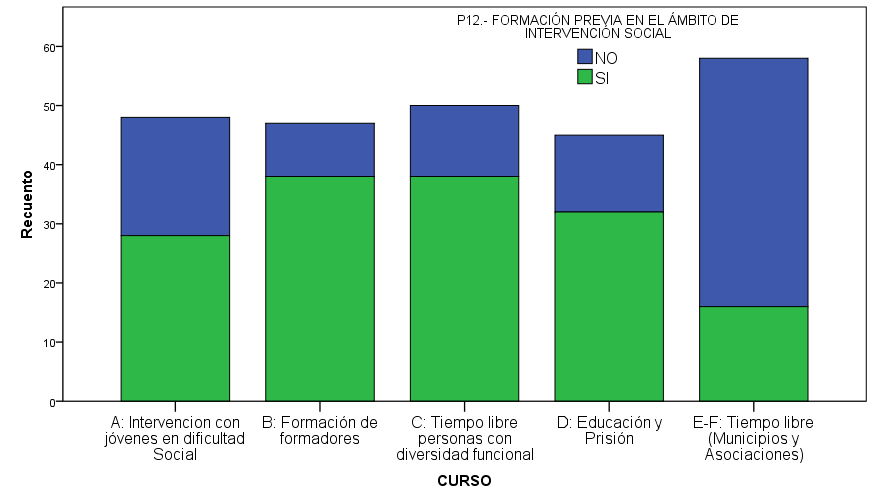 P12.- FORMACIÓN PREVIA EN EL ÁMBITO DE
INTERVENCIÓN SOCIAL
NO
SI
60
50
40
30
20
10
0
Recuento
A: Intervencion con
jóvenes en dificultad
Social
B: Formación de
formadores
C: Tiempo libre
personas con
diversidad funcional
D: Educación y
Prisión
E-F: Tiempo libre
(Municipios y
Asociaciones)
CURSO